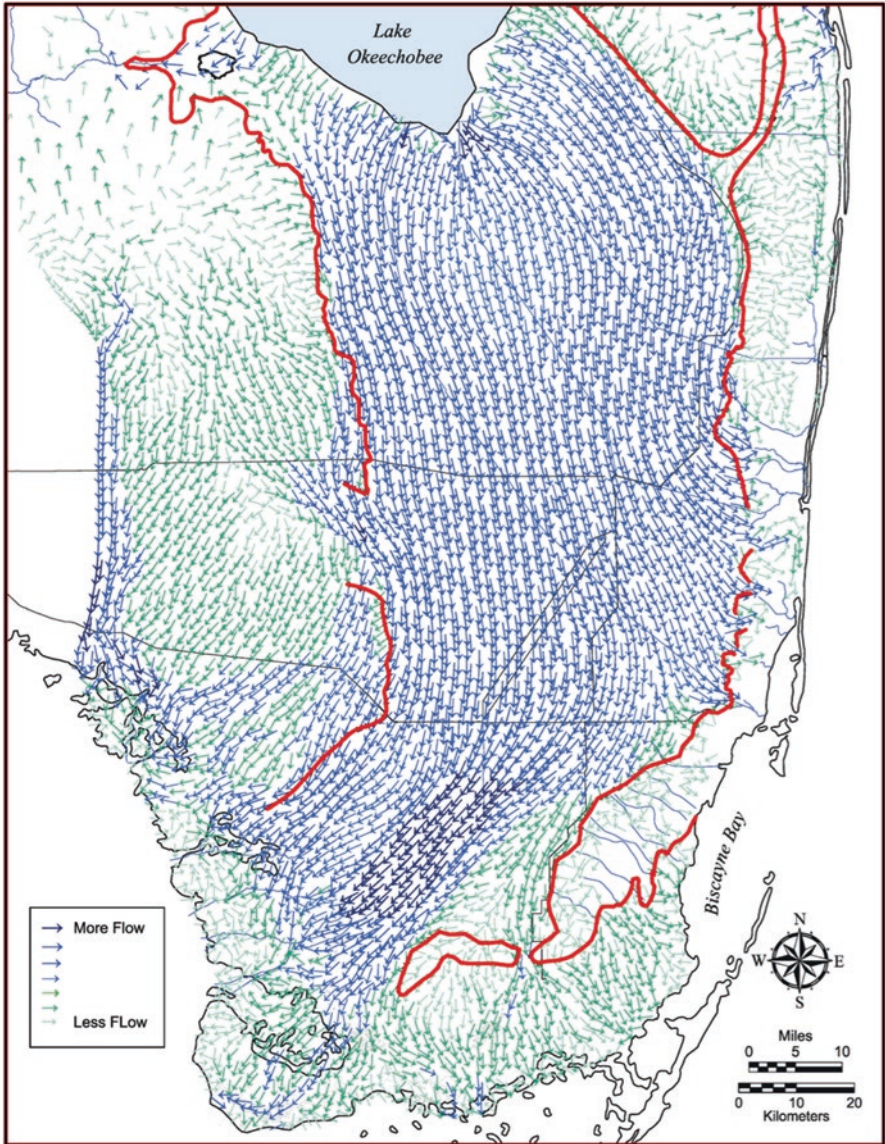 Lake
Okeechobee
Biscayne Bay
More Flow
Less FLow
N
W
E
S
Miles
0 5 10
0 10 20
Kilometers